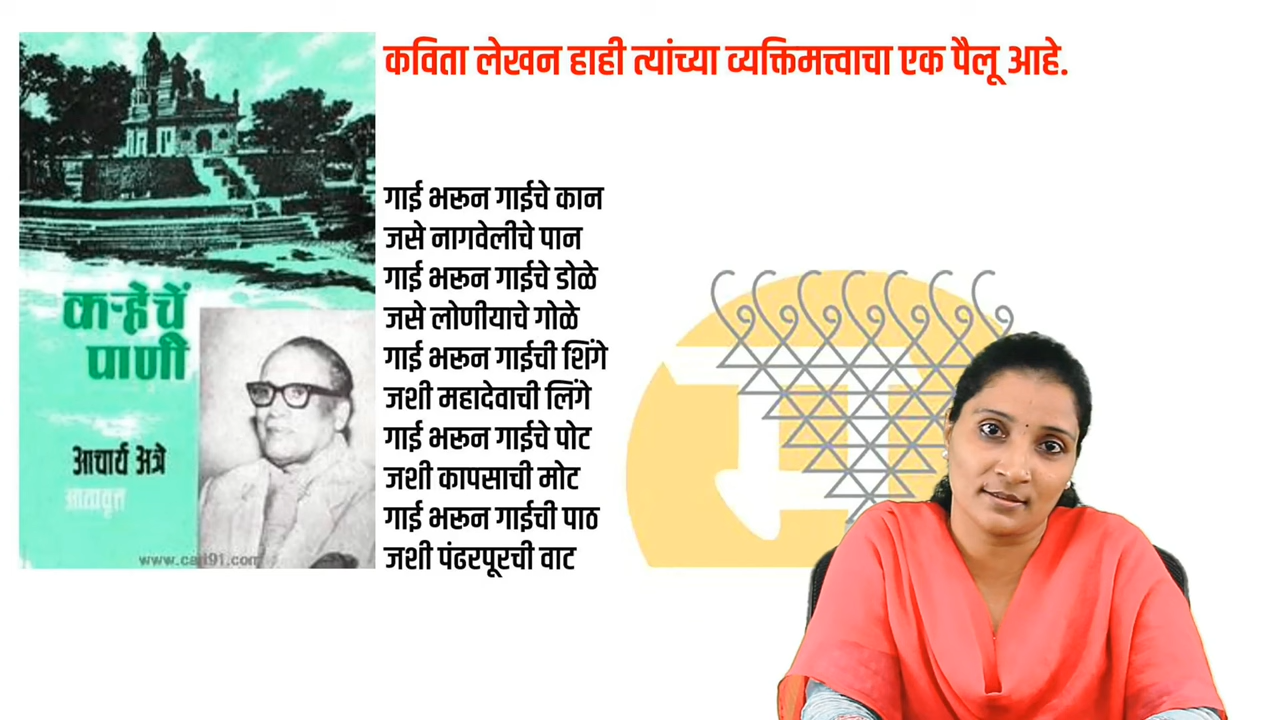 कविता लेखन हाही त्यांच्या व्यक्तिमत्त्वाचा एक पैलू आहे.
गाई भरून गाईचे कान
जसे नागवेलीचे पान
गाई भरून गाईचे डोळे
जसे लोणीयाचे गोळे
गाई भरून गाईची शिंगे
जशी महादेवाची लिंगे
गाई भरून गाईचे पोट
जशी कापसाची मोट
गाई भरून गाईची पाठ
जशी पंढरपूरची वाट
कऱ्हेचें
पाणी
आचार्य अत्रे